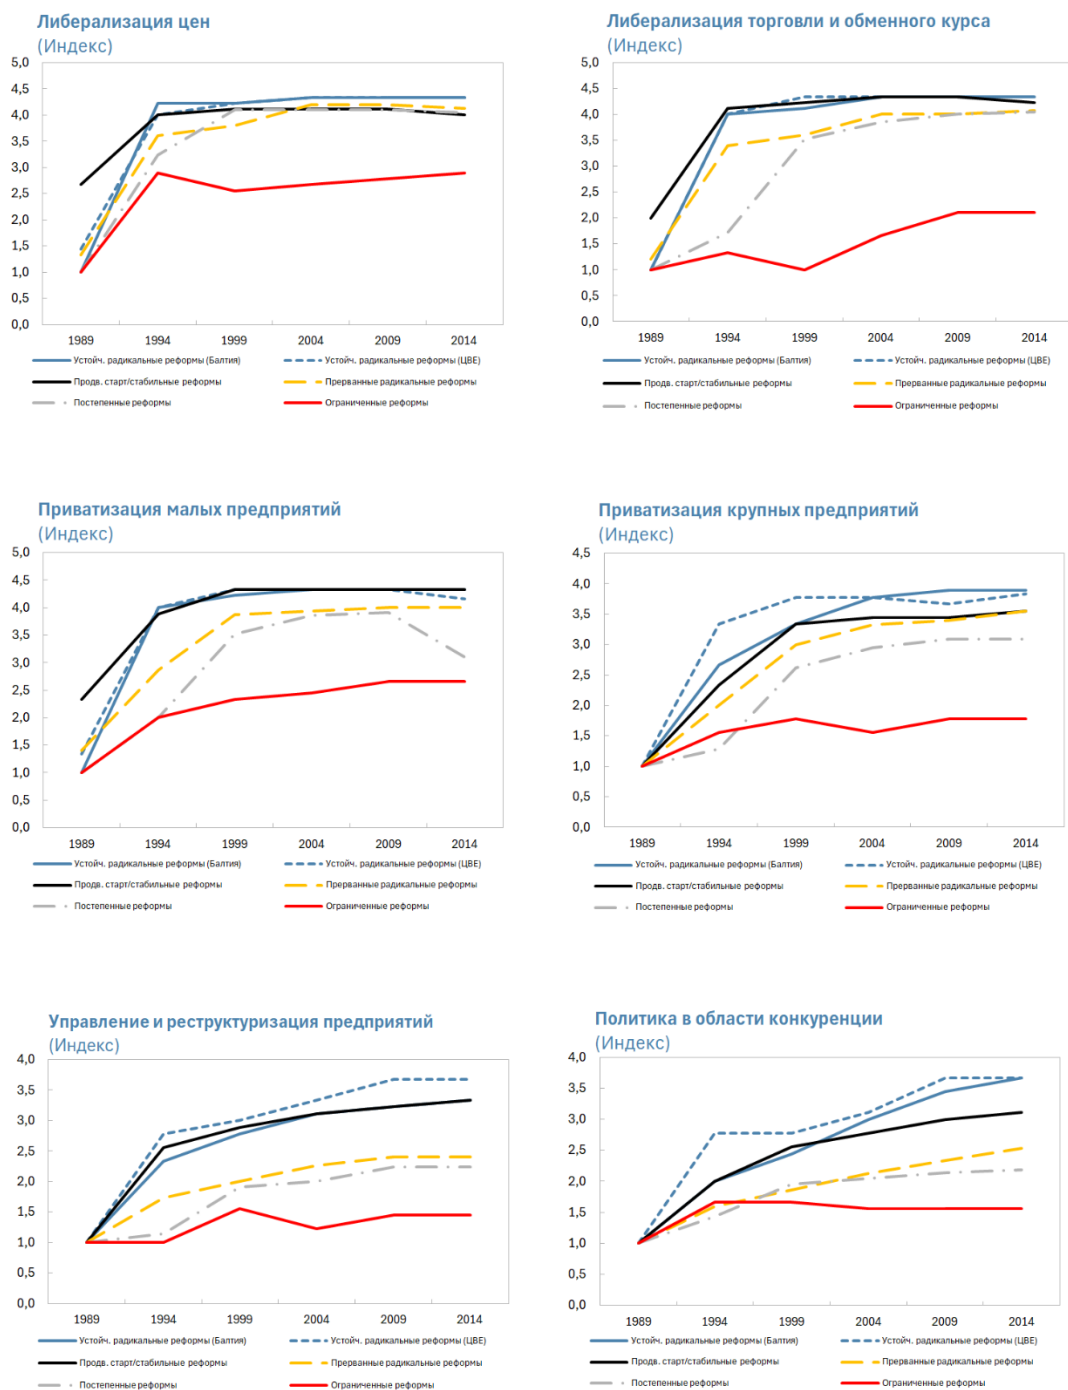 Либерализация цен
(Индекс)
5,0
4,5
4,0
3,5
3,0
2,5
2,0
1,5
1,0
0,5
0,0
1989 1994 1999 2004 2009 2014
Устойч. радикальные реформы (Балтия) Устойч. радикальные реформы (ЦВЕ)
Продв. старт/стабильные реформы Прерванные радикальные реформы
Постепенные реформы Ограниченные реформы
Либерализация торговли и обменного курса
(Индекс)
5,0
4,5
4,0
3,5
3,0
2,5
2,0
1,5
1,0
0,5
0,0
1989 1994 1999 2004 2009 2014
Устойч. радикальные реформы (Балтия) Устойч. радикальные реформы (ЦВЕ)
Продв. старт/стабильные реформы Прерванные радикальные реформы
Постепенные реформы Ограниченные реформы
Приватизация малых предприятий
(Индекс)
5,0
4,5
4,0
3,5
3,0
2,5
2,0
1,5
1,0
0,5
0,0
1989 1994 1999 2004 2009 2014
Устойч. радикальные реформы (Балтия) Устойч. радикальные реформы (ЦВЕ)
Продв. старт/стабильные реформы Прерванные радикальные реформы
Постепенные реформы Ограниченные реформы
Приватизация крупных предприятий
(Индекс)
4,5
4,0
3,5
3,0
2,5
2,0
1,5
1,0
0,5
0,0
1989 1994 1999 2004 2009 2014
Устойч. радикальные реформы (Балтия) Устойч. радикальные реформы (ЦВЕ)
Продв. старт/стабильные реформы Прерванные радикальные реформы
Постепенные реформы Ограниченные реформы
Управление и реструктуризация предприятий
(Индекс)
4,0
3,5
3,0
2,5
2,0
1,5
1,0
0,5
0,0
1989 1994 1999 2004 2009 2014
Устойч. радикальные реформы (Балтия) Устойч. радикальные реформы (ЦВЕ)
Продв. старт/стабильные реформы Прерванные радикальные реформы
Постепенные реформы Ограниченные реформы
Политика в области конкуренции
(Индекс)
4,0
3,5
3,0
2,5
2,0
1,5
1,0
0,5
0,0
1989 1994 1999 2004 2009 2014
Устойч. радикальные реформы (Балтия) Устойч. радикальные реформы (ЦВЕ)
Продв. старт/стабильные реформы Прерванные радикальные реформы
Постепенные реформы Ограниченные реформы